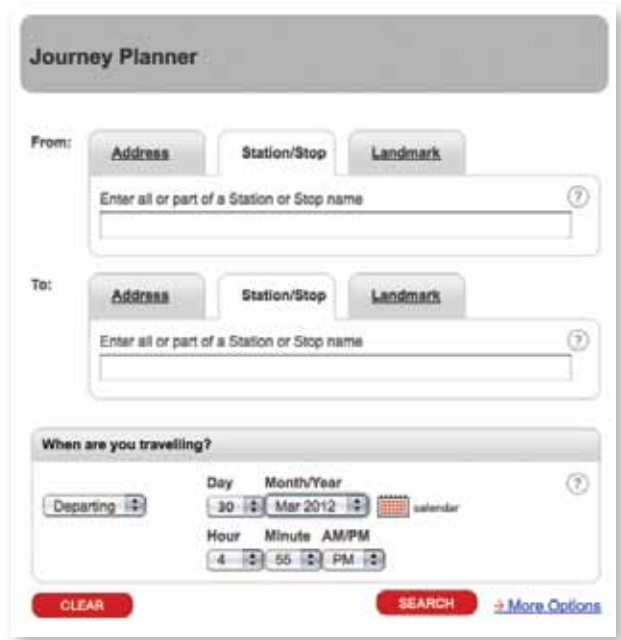 Journey Planner
From:
Address Station/Stop Landmark
Enter all or part of a Station or Stop name ?
To:
Address Station/Stop Landmark
Enter all or part of a Station or Stop name ?
When are you travelling?
Day Month/Year ?
Departing 30 Mar 2012 calendar
Hour Minute AM/PM
4 55 PM
CLEAR SEARCH More Options